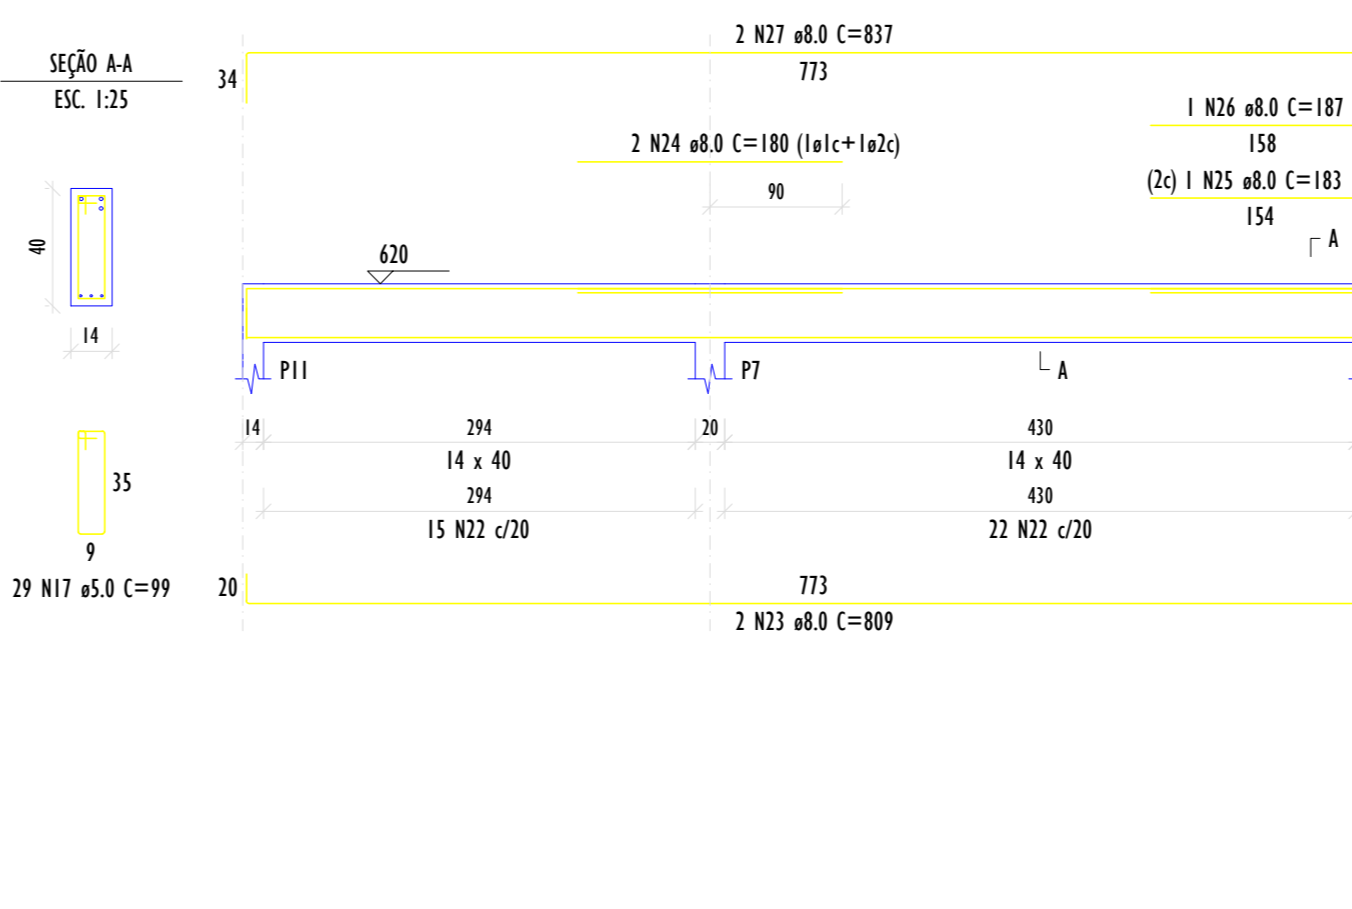 SEÇÃO A-A
ESC. 1:25
40
14
35
9
29 N17 ø5.0 C=99
2 N27 ø8.0 C=837
34
773
2 N24 ø8.0 C=180 (1ø1c+1ø2c)
90
1 N26 ø8.0 C=187
158
(2c) 1 N25 ø8.0 C=183
154
A
620
P11
P7
A
14
294
20
430
14 x 40
14 x 40
294
430
15 N22 c/20
22 N22 c/20
20
773
2 N23 ø8.0 C=809